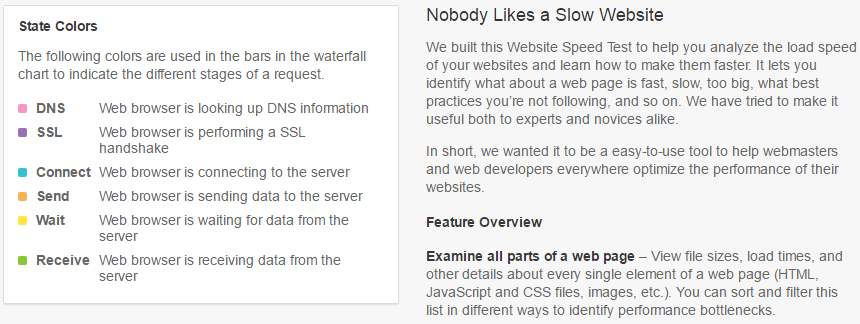 State Colors
The following colors are used in the bars in the waterfall
chart to indicate the different stages of a request.
DNS Web browser is looking up DNS information
SSL Web browser is performing a SSL
handshake
Connect Web browser is connecting to the server
Send Web browser is sending data to the server
Wait Web browser is waiting for data from the
server
Receive Web browser is receiving data from the
server
Nobody Likes a Slow Website
We built this Website Speed Test to help you analyze the load speed
of your websites and learn how to make them faster. It lets you
identify what about a web page is fast, slow, too big, what best
practices you're not following, and so on. We have tried to make it
useful both to experts and novices alike.
In short, we wanted it to be a easy-to-use tool to help webmasters
and web developers everywhere optimize the performance of their
websites.
Feature Overview
Examine all parts of a web page – View file sizes, load times, and
other details about every single element of a web page (HTML,
JavaScript and CSS files, images, etc.). You can sort and filter this
list in different ways to identify performance bottlenecks.